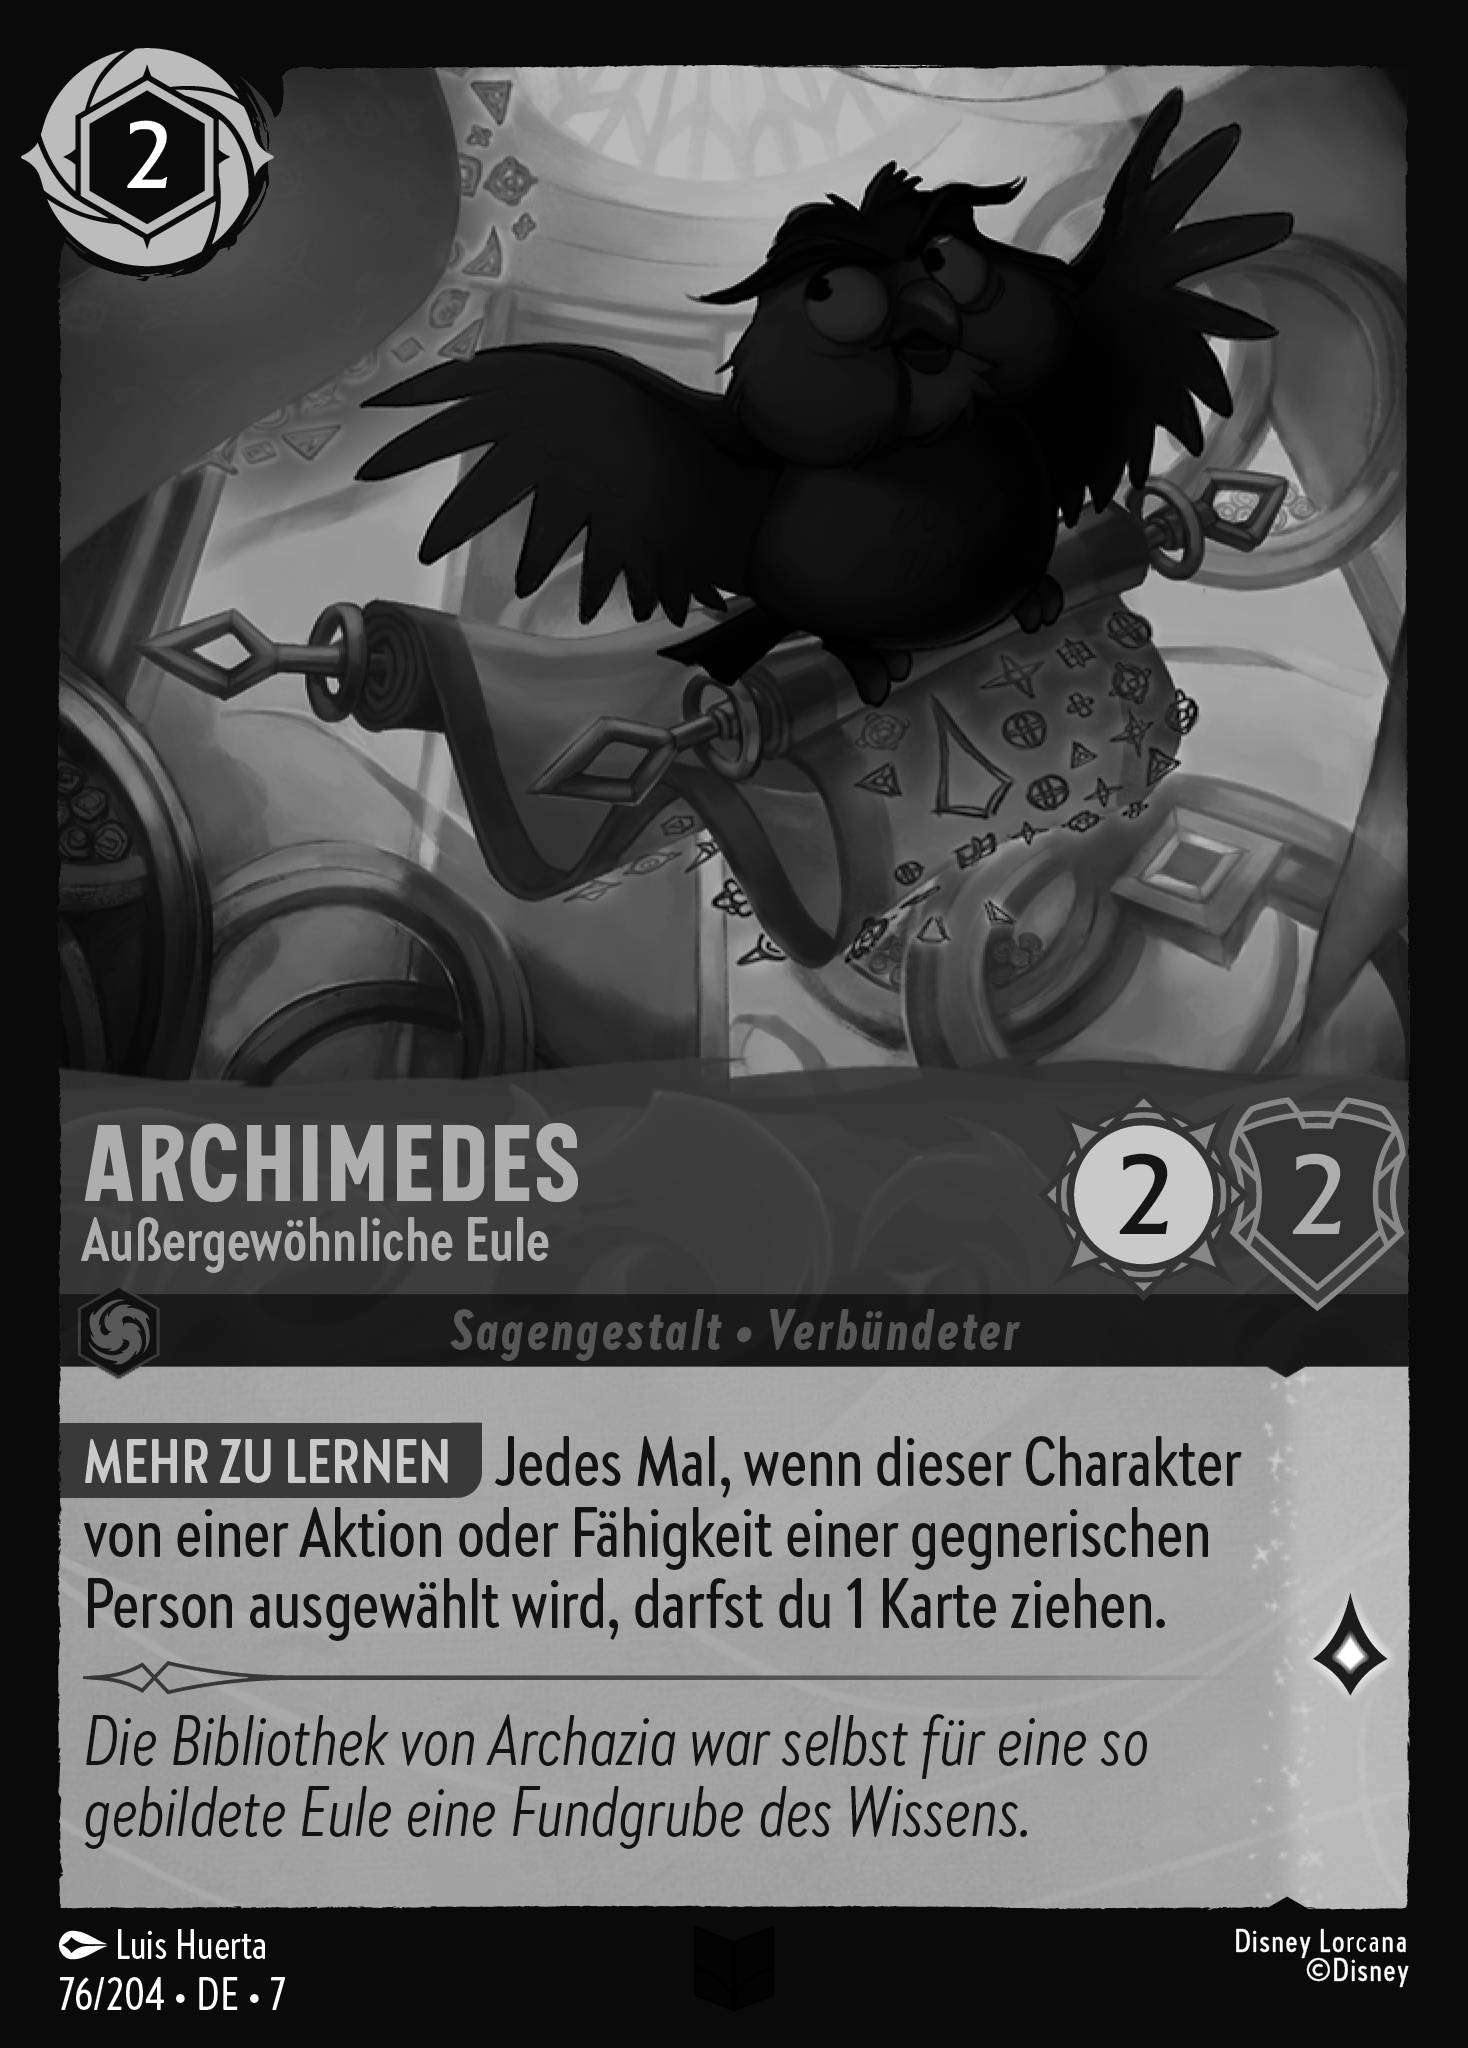 2
ARCHIMEDES
Außergewöhnliche Eule
2 2
Sagengestalt • Verbündeter
MEHR ZU LERNEN Jedes Mal, wenn dieser Charakter
von einer Aktion oder Fähigkeit einer gegnerischen
Person ausgewählt wird, darfst du 1 Karte ziehen.
Die Bibliothek von Archazia war selbst für eine so
gebildete Eule eine Fundgrube des Wissens.
Luis Huerta
76/204 • DE • 7
Disney Lorcana
©Disney